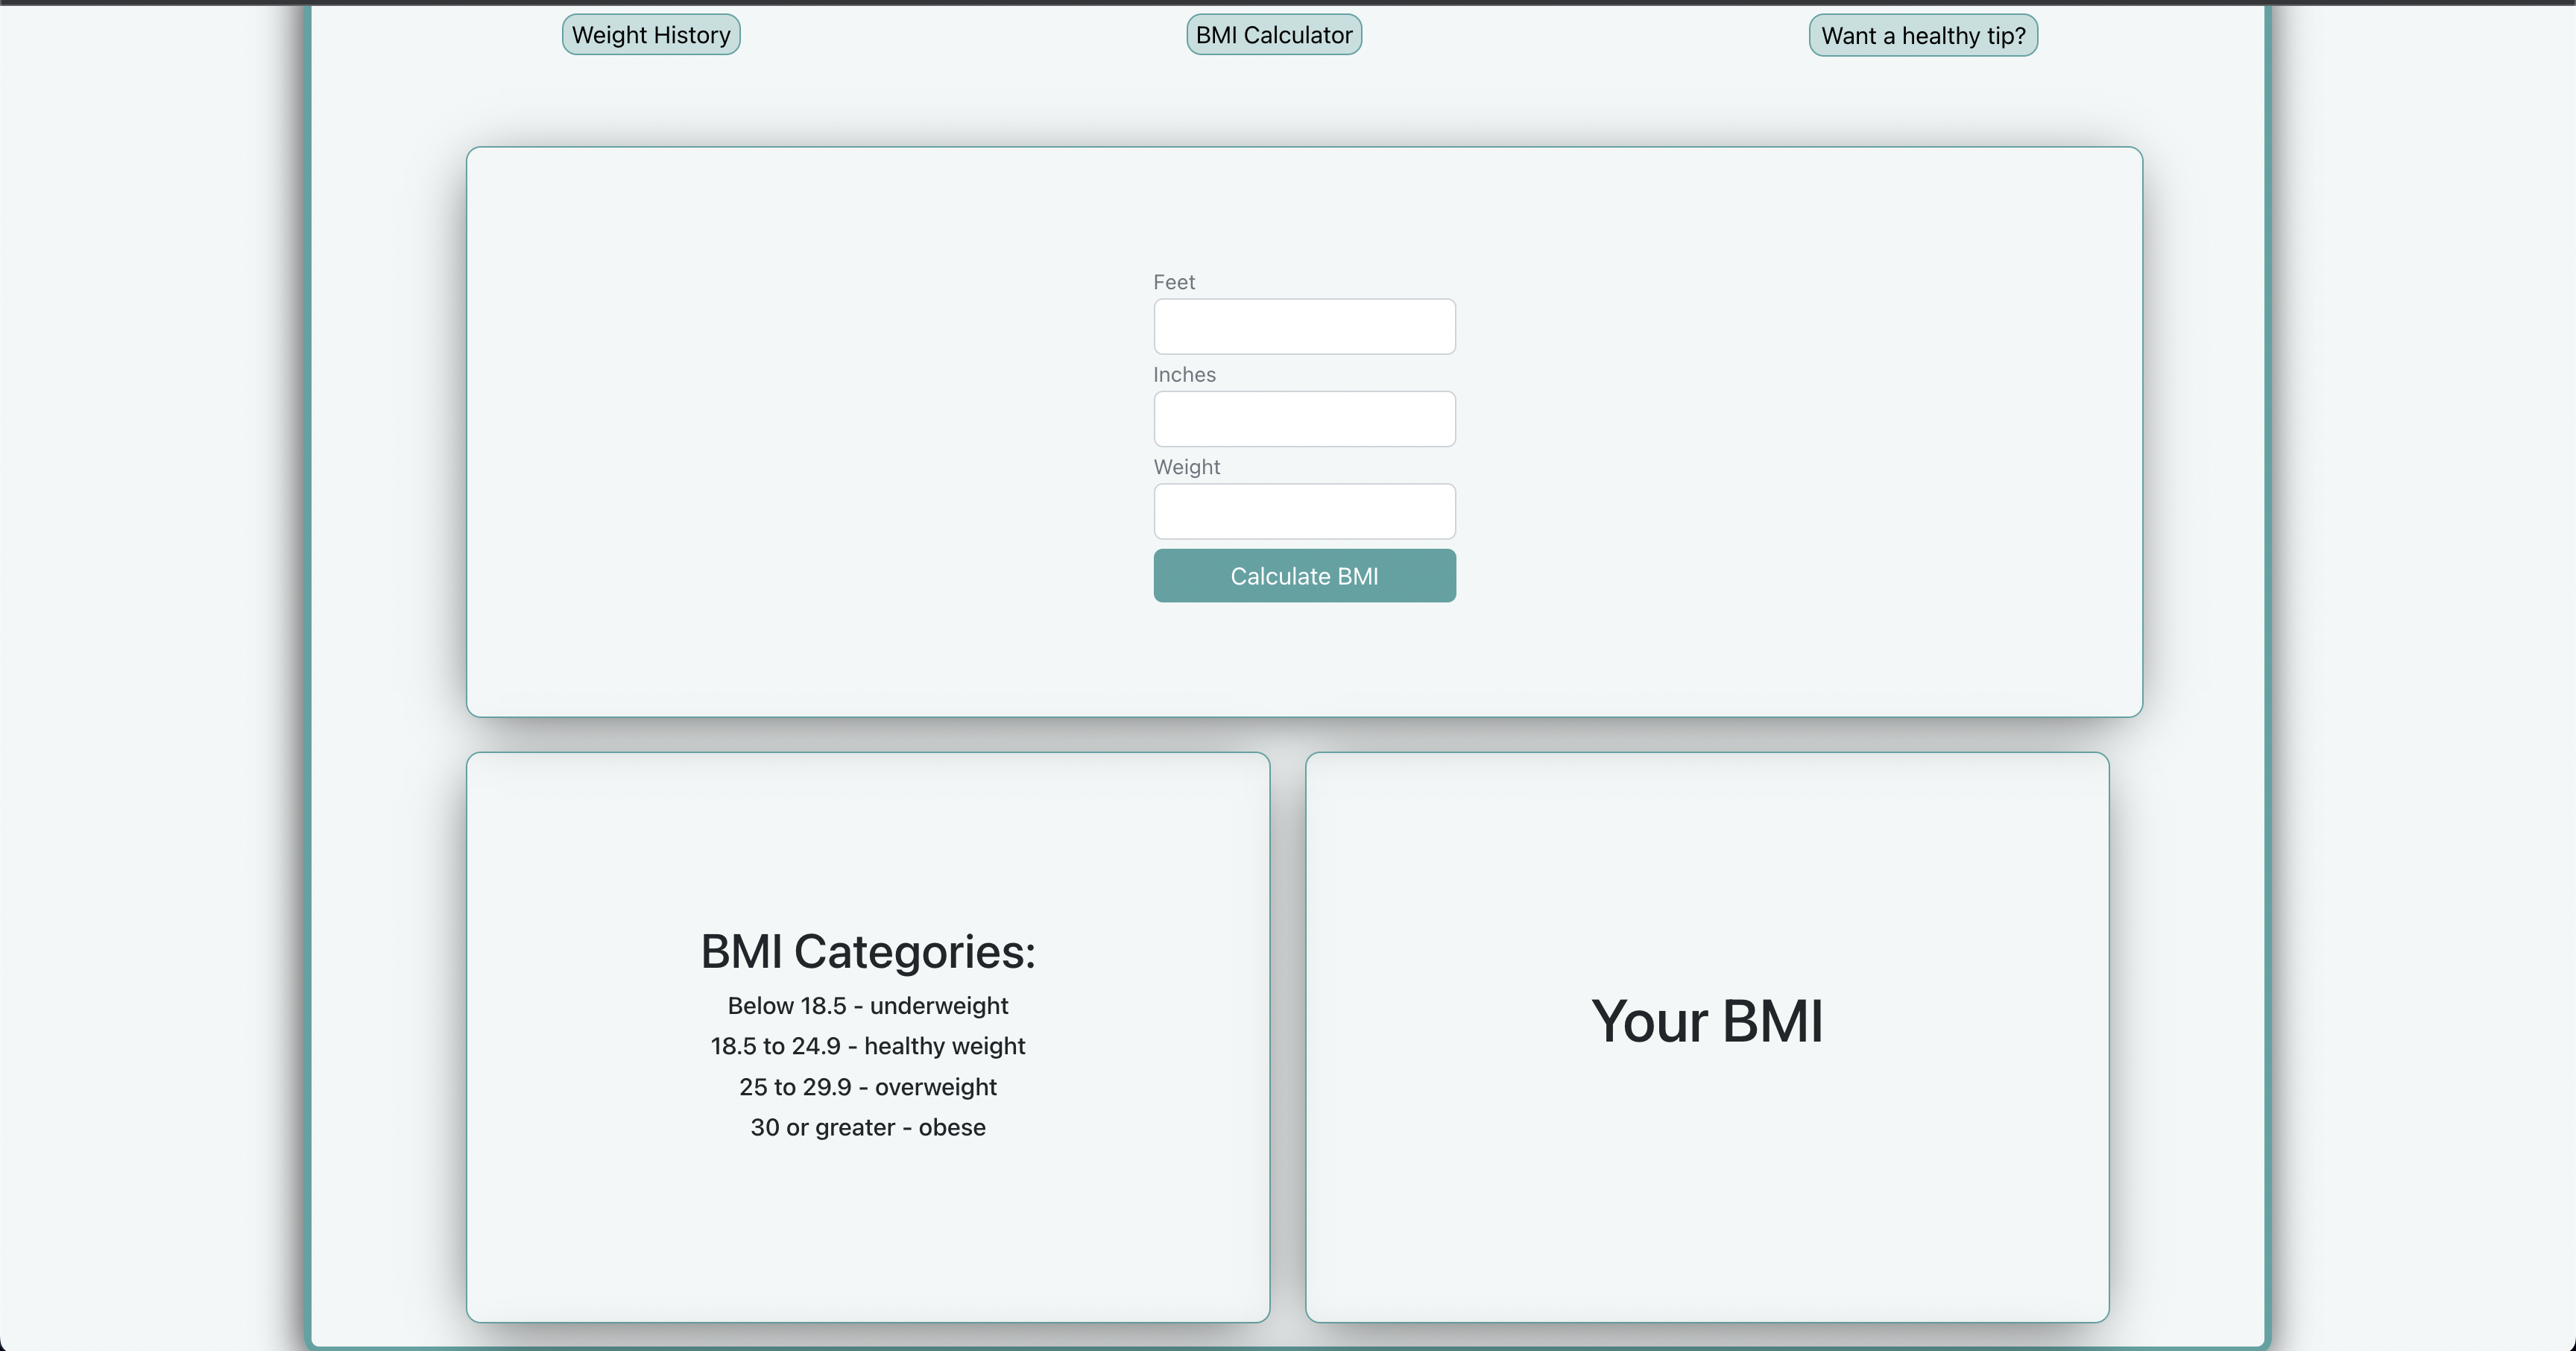 Weight History
BMI Calculator
Want a healthy tip?
Feet
Inches
Weight
Calculate BMI
BMI Categories:
Below 18.5 - underweight
18.5 to 24.9 - healthy weight
25 to 29.9 - overweight
30 or greater - obese
Your BMI